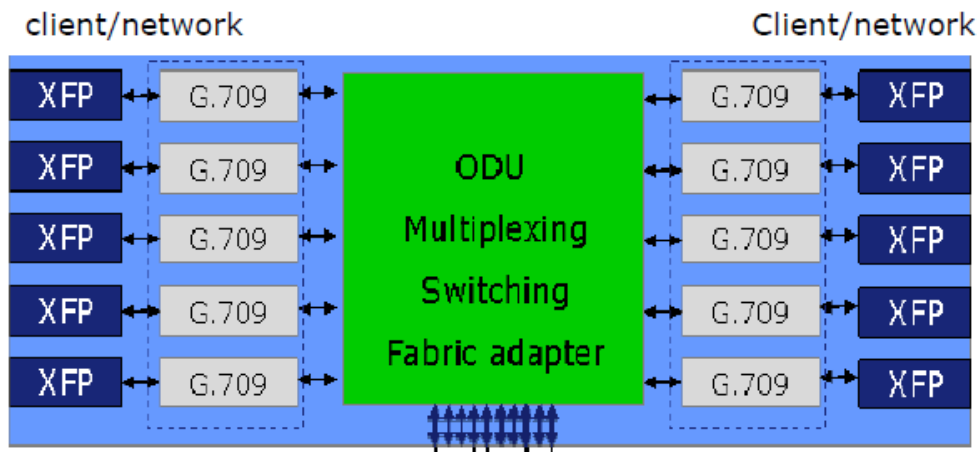 client/network Client/network
XFP G.709 G.709 XFP
XFP G.709 ODU G.709 XFP
XFP G.709 Multiplexing G.709 XFP
XFP G.709 Switching G.709 XFP
XFP G.709 Fabric adapter G.709 XFP